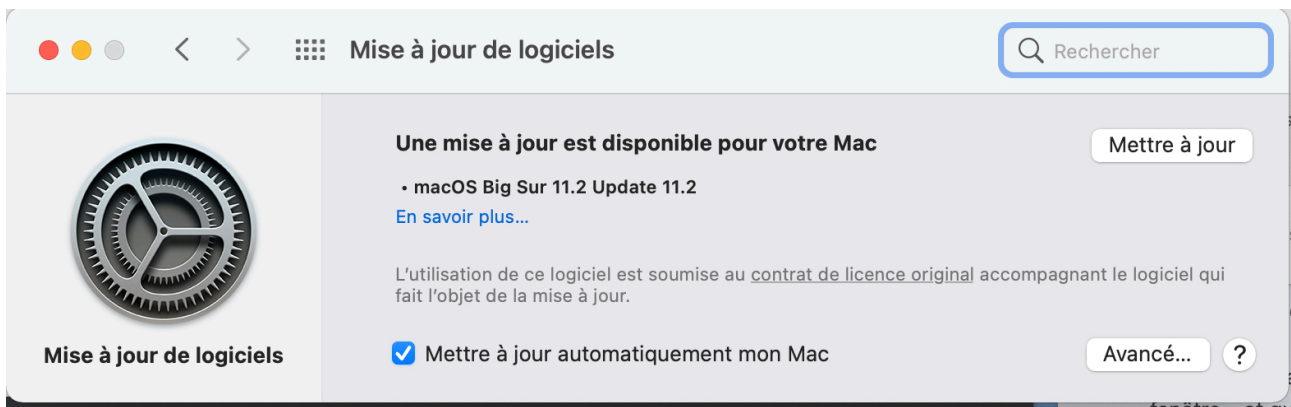 Mise à jour de logiciels
Rechercher
Une mise à jour est disponible pour votre Mac
Mettre à jour
• macOS Big Sur 11.2 Update 11.2
En savoir plus...
L'utilisation de ce logiciel est soumise au contrat de licence original accompagnant le logiciel qui
fait l'objet de la mise à jour.
Mise à jour de logiciels
Mettre à jour automatiquement mon Mac
Avancé...
?